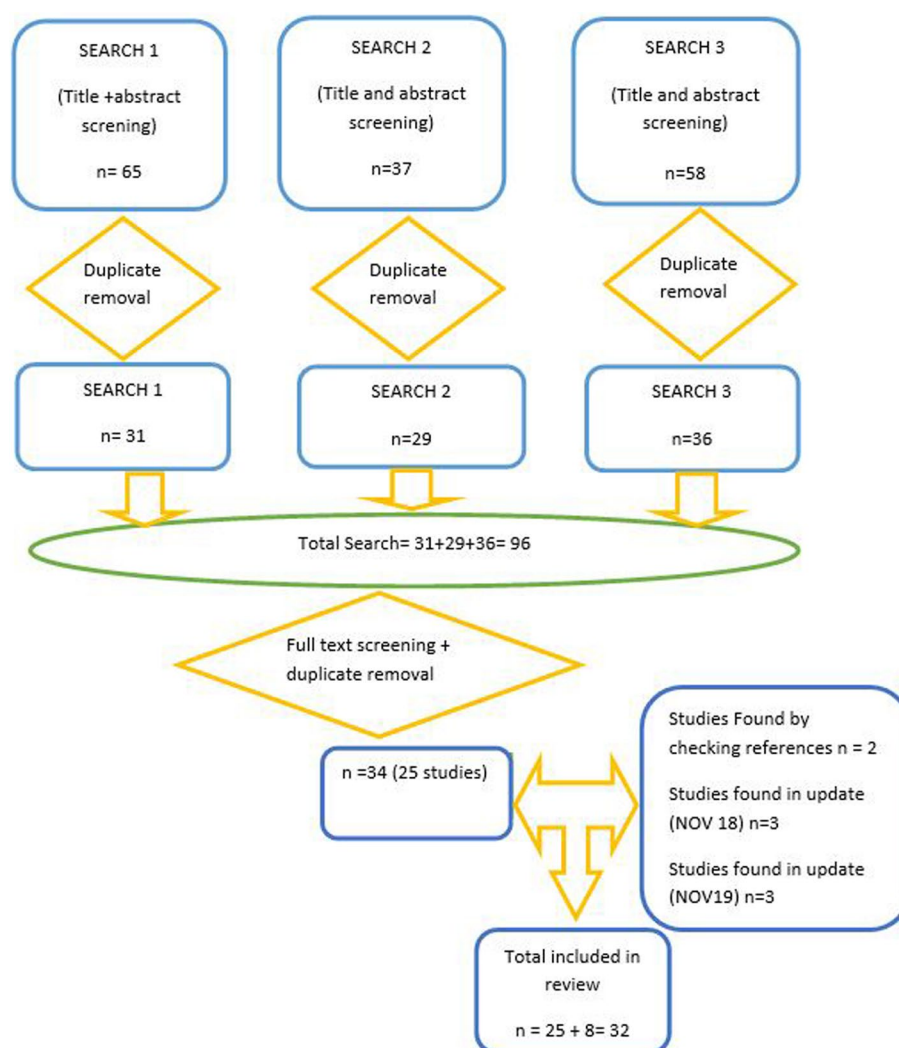 SEARCH 1
(Title +abstract
screning)
n= 65
SEARCH 2
(Title and abstract
screening)
n=37
SEARCH 3
(Title and abstract
screening)
n=58
Duplicate
removal
Duplicate
removal
Duplicate
removal
SEARCH 1
n= 31
SEARCH 2
n=29
SEARCH 3
n=36
Total Search= 31+29+36= 96
Full text screening +
duplicate removal
n =34 (25 studies)
Studies Found by
checking references n = 2
Studies found in update
(NOV 18) n=3
Studies found in update
(NOV19) n=3
Total included in
review
n = 25 + 8= 32